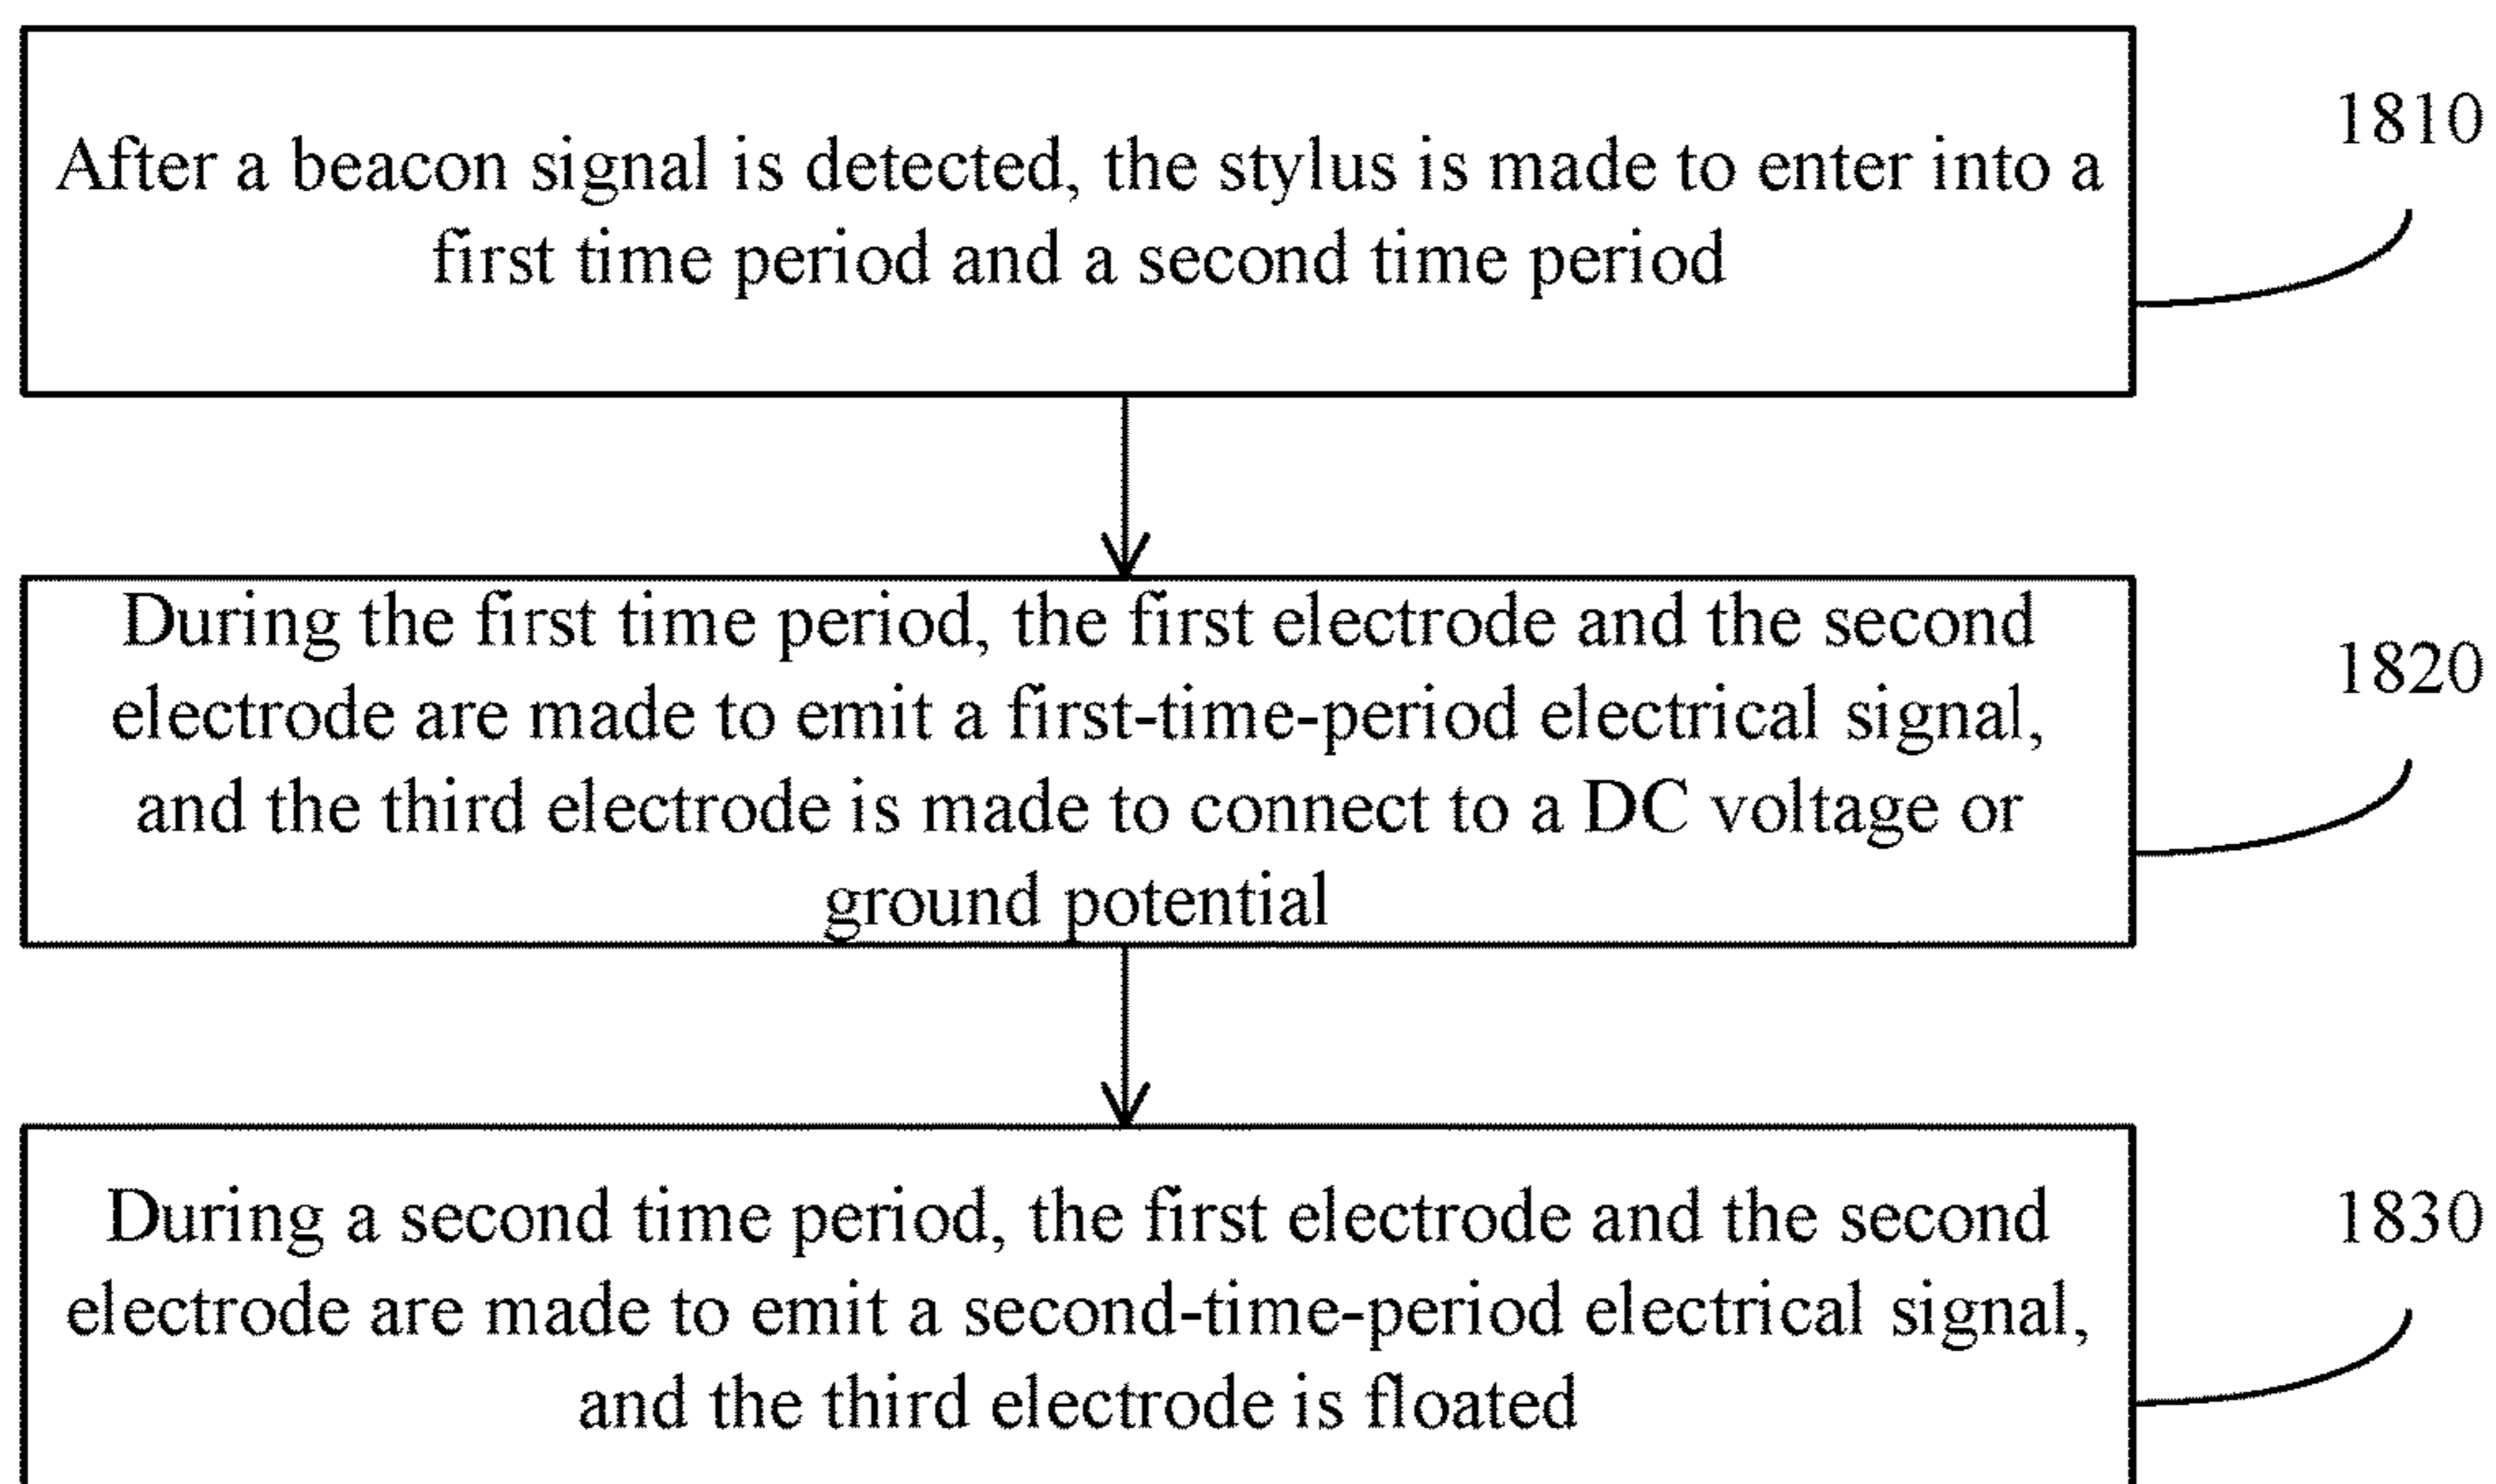 After a beacon signal is detected, the stylus is made to enter into a
first time period and a second time period
1810
During the first time period, the first electrode and the second
electrode are made to emit a first-time-period electrical signal,
and the third electrode is made to connect to a DC voltage or
ground potential
1820
During a second time period, the first electrode and the second
electrode are made to emit a second-time-period electrical signal,
and the third electrode is floated
1830